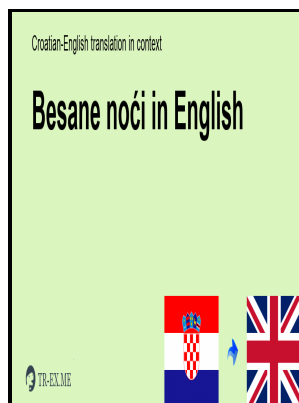 Croatian-English translation in context
Besane noći in English
TR-EX.ME